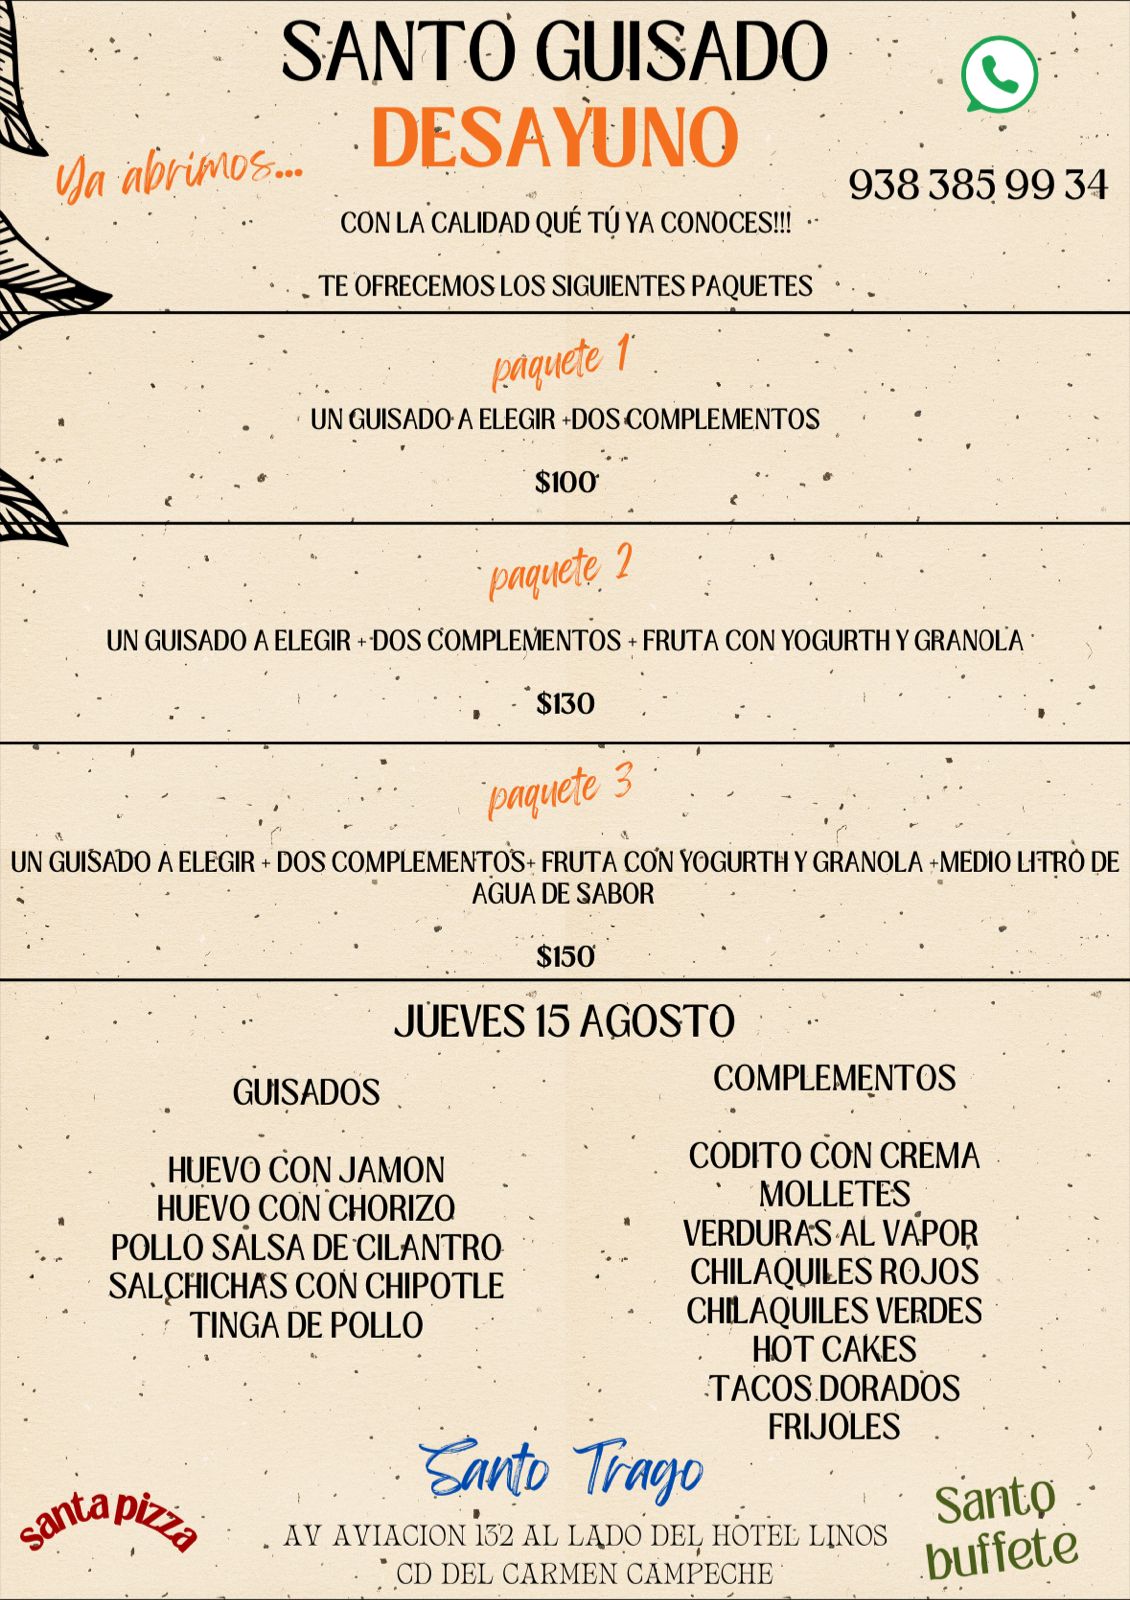 SANTO GUISADO
DESAYUNO
Ya abrimos...
938 385 99 34
CON LA CALIDAD QUÉ TÚ YA CONOCES!!!
TE OFRECEMOS LOS SIGUIENTES PAQUETES
paquete 1
UN GUISADO A ELEGIR +DOS COMPLEMENTOS
$100
paquete 2
UN GUISADO A ELEGIR + DOS COMPLEMENTOS + FRUTA CON YOGURTH Y GRANOLA
$130
paquete 3
UN GUISADO A ELEGIR + DOS COMPLEMENTOS+ FRUTA CON YOGURTH Y GRANOLA +MEDIO LITRO DE
AGUA DE SABOR
$150
JUEVES 15 AGOSTO
GUISADOS
HUEVO CON JAMON
HUEVO CON CHORIZO
POLLO SALSA DE CILANTRO
SALCHICHAS CON CHIPOTLE
TINGA DE POLLO
COMPLEMENTOS
CODITO CON CREMA
MOLLETES
VERDURAS AL VAPOR
CHILAQUILES ROJOS
CHILAQUILES VERDES
HOT CAKES
TACOS DORADOS
FRIJOLES
Santo Trago
santa pizza
AV AVIACION 132 AL LADO DEL HOTEL LINOS
CD DEL CARMEN CAMPECHE
Santo
buffete